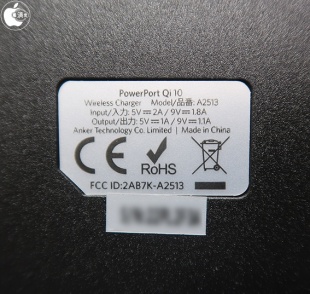 PowerPort Qi 10
Wireless Charger Model/品番: A2513
Input/入力: 5V⎓2A / 9V⎓1.8A
Output/出力: 5V⎓1A / 9V⎓1.1A
Anker Technology Co. Limited | Made in China
CE
RoHS
FCC ID:2AB7K-A2513